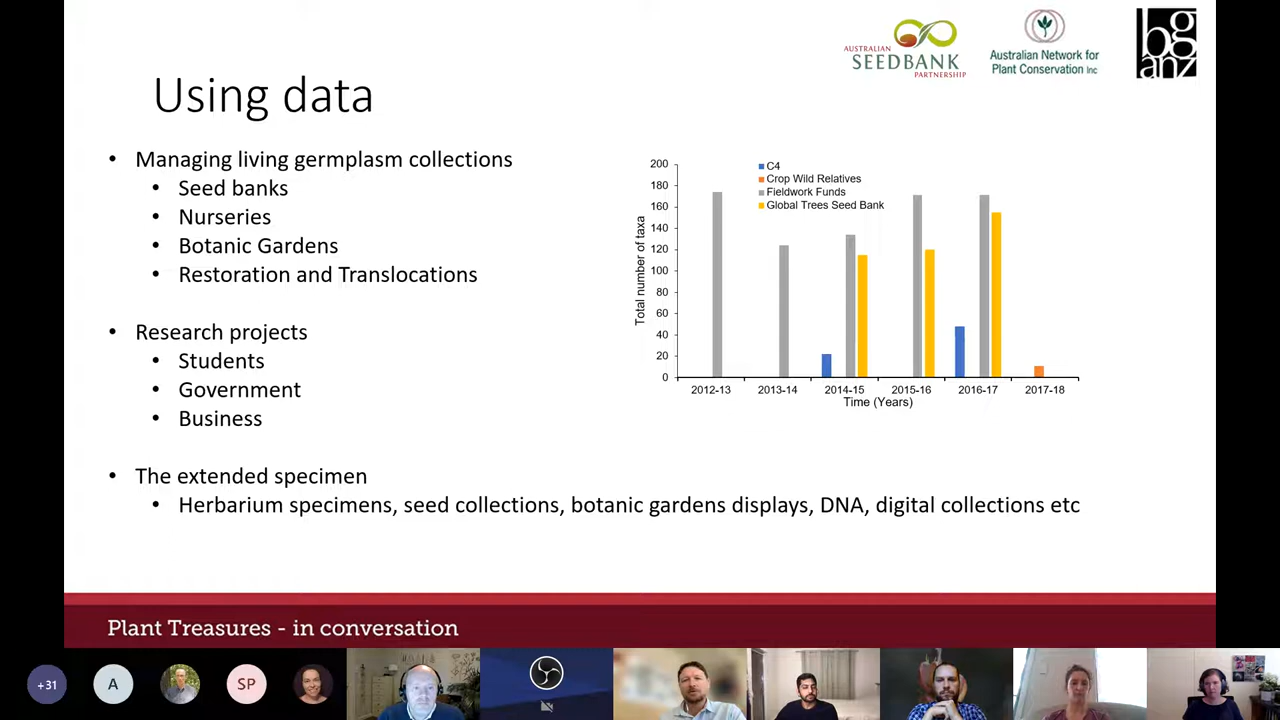 AUSTRALIAN
SEEDBANK
PARTNERSHIP
Australian Network for
Plant Conservation Inc
bg
anz
Using data
• Managing living germplasm collections
• Seed banks
• Nurseries
• Botanic Gardens
• Restoration and Translocations
• Research projects
• Students
• Government
• Business
• The extended specimen
• Herbarium specimens, seed collections, botanic gardens displays, DNA, digital collections etc
C4
Crop Wild Relatives
Fieldwork Funds
Global Trees Seed Bank
Total number of taxa
200
180
160
140
120
100
80
60
40
20
0
2012-13 2013-14 2014-15 2015-16 2016-17 2017-18
Time (Years)
Plant Treasures - in conversation
+31
A
SP